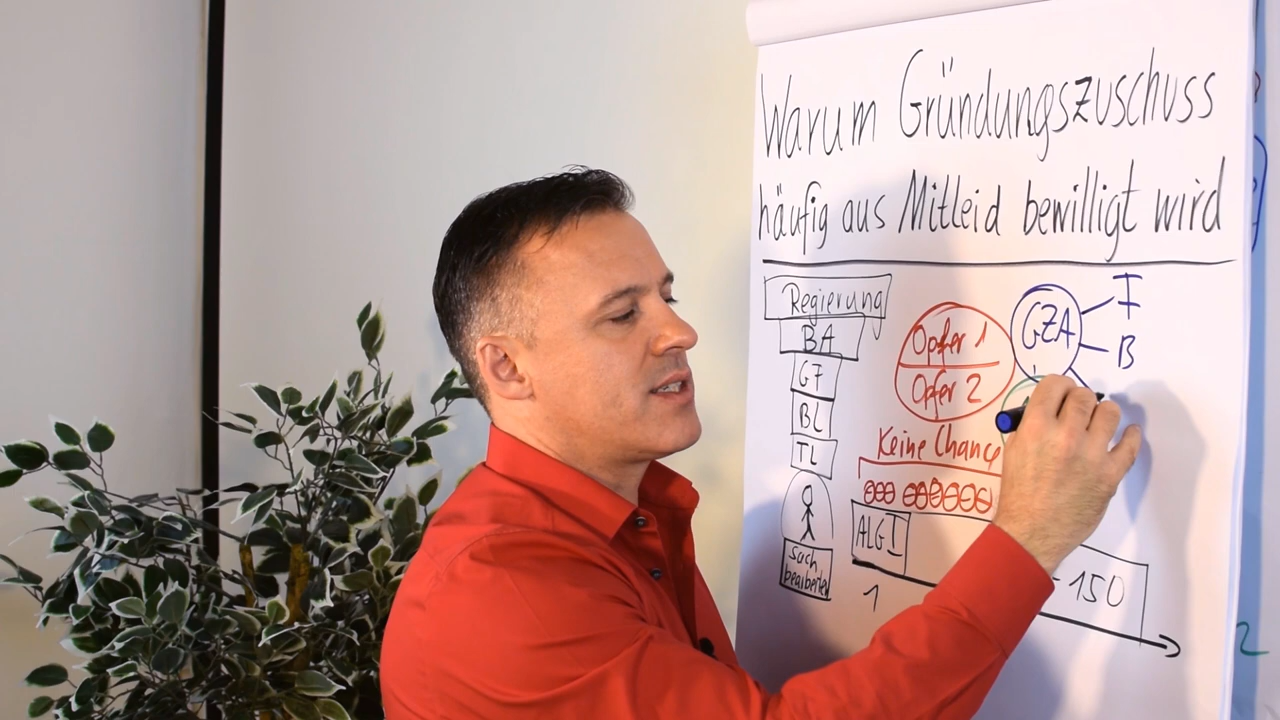 Warum Gründungszuschuss
häufig aus Mitleid bewilligt wird
Regierung
BA
GF
BL
TL
Sach
bearbeiter
Opfer 1
Opfer 2
GZA
I
B
Keine Chance
ALG I
1
- 150
2